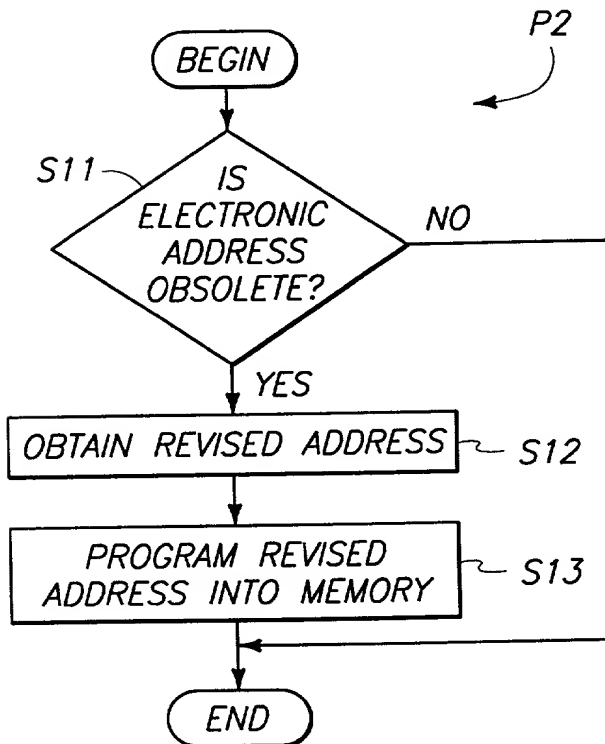 P2
BEGIN
S11
IS
ELECTRONIC
ADDRESS
OBSOLETE?
NO
YES
OBTAIN REVISED ADDRESS
S12
PROGRAM REVISED
ADDRESS INTO MEMORY
S13
END